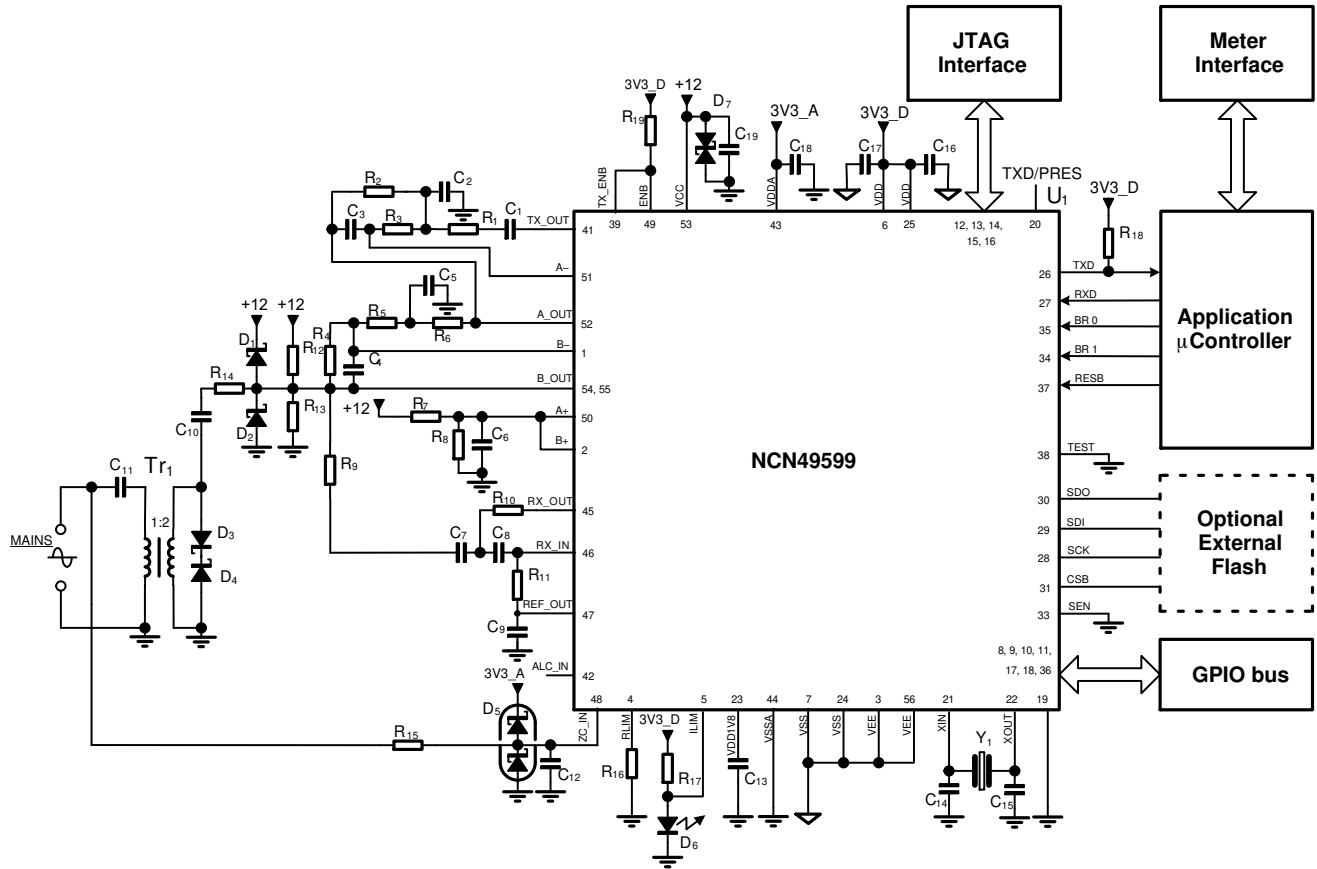 JTAG
Interface
Meter
Interface
3V3_D
+12
D7
3V3_A
3V3_D
R19
C19
C18
C17
C16
TXD/PRES
U1
3V3_D
R18
TX_ENB
ENB
VCC
VDDA
VDD
VDD
39
49
53
43
6
25
12, 13, 14,
15, 16
20
R2
C2
C3
R3
R1
C1
TX_OUT
41
A−
51
C5
R5
R6
A_OUT
52
+12
+12
D1
R12
R4
C4
B−
1
R14
B_OUT
54, 55
D2
R13
+12
R7
A+
50
R8
C6
B+
2
C10
R9
C11
Tr1
1:2
MAINS
D3
D4
R10
RX_OUT
45
C7
C8
RX_IN
46
R11
REF_OUT
47
C9
ALC_IN
42
3V3_A
D5
R15
C12
NCN49599
26
TXD
27
RXD
35
BR 0
34
BR 1
37
RESB
Application
μController
38
TEST
30
SDO
29
SDI
28
SCK
31
CSB
33
SEN
Optional
External
Flash
8, 9, 10, 11,
17, 18, 36
GPIO bus
48
4
5
23
44
7
24
3
56
21
22
19
ZC_IN
RLIM
3V3_D
ILIM
VDD1V8
VSSA
VSS
VSS
VEE
VEE
XIN
XOUT
R16
R17
C13
Y1
C14
C15
D6